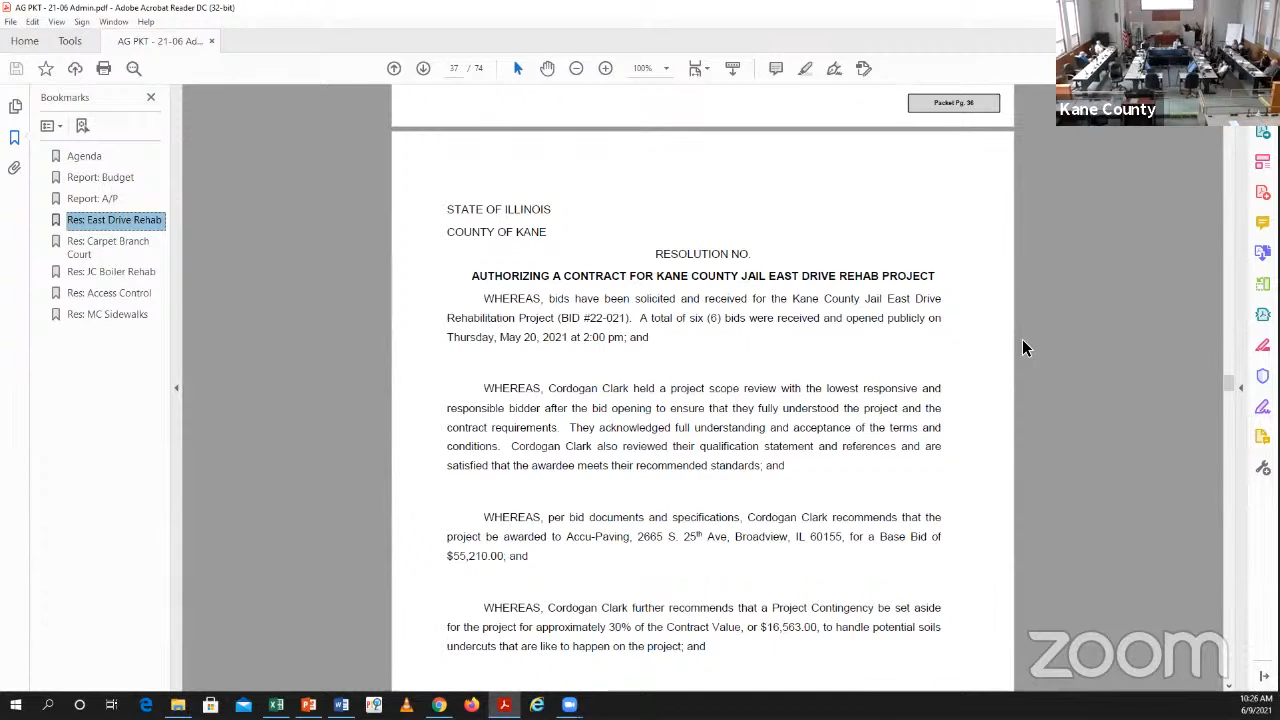 AG PKT - 21-06 Admin.pdf - Adobe Acrobat Reader DC (32-bit)
File Edit View Sign Window Help
Home Tools AG PKT - 21-06 Ad... ×
37 / 74 100%
Bookmarks
Agenda
Report: Budget
Report: A/P
Res: East Drive Rehab
Res: Carpet Branch
Court
Res: JC Boiler Rehab
Res: Access Control
Res: MC Sidewalks
Packet Pg. 36
STATE OF ILLINOIS
COUNTY OF KANE
RESOLUTION NO.
AUTHORIZING A CONTRACT FOR KANE COUNTY JAIL EAST DRIVE REHAB PROJECT
WHEREAS, bids have been solicited and received for the Kane County Jail East Drive
Rehabilitation Project (BID #22-021). A total of six (6) bids were received and opened publicly on
Thursday, May 20, 2021 at 2:00 pm; and
WHEREAS, Cordogan Clark held a project scope review with the lowest responsive and
responsible bidder after the bid opening to ensure that they fully understood the project and the
contract requirements. They acknowledged full understanding and acceptance of the terms and
conditions. Cordogan Clark also reviewed their qualification statement and references and are
satisfied that the awardee meets their recommended standards; and
WHEREAS, per bid documents and specifications, Cordogan Clark recommends that the
project be awarded to Accu-Paving, 2665 S. 25th Ave, Broadview, IL 60155, for a Base Bid of
$55,210.00; and
WHEREAS, Cordogan Clark further recommends that a Project Contingency be set aside
for the project for approximately 30% of the Contract Value, or $16,563.00, to handle potential soils
undercuts that are like to happen on the project; and
Kane County
zoom
10:26 AM
6/9/2021